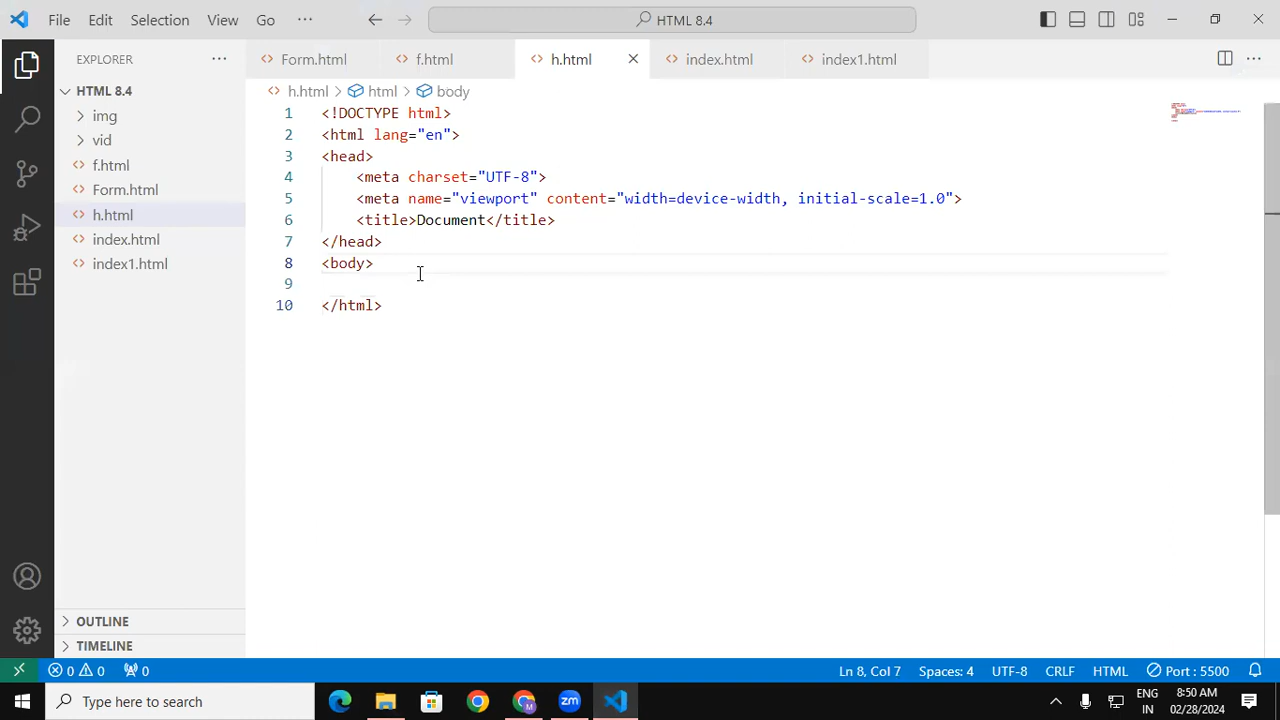 File Edit Selection View Go ··· HTML 8.4
EXPLORER ···
HTML 8.4
img
vid
f.html
Form.html
h.html
index.html
index1.html
OUTLINE
TIMELINE
Form.html f.html h.html index.html index1.html ···
h.html > html > body
1 <!DOCTYPE html>
2 <html lang="en">
3 <head>
4 <meta charset="UTF-8">
5 <meta name="viewport" content="width=device-width, initial-scale=1.0">
6 <title>Document</title>
7 </head>
8 <body>
9
10 </html>
0 0 0 Ln 8, Col 7 Spaces: 4 UTF-8 CRLF HTML Port : 5500
Type here to search
ENG
IN
8:50 AM
02/28/2024